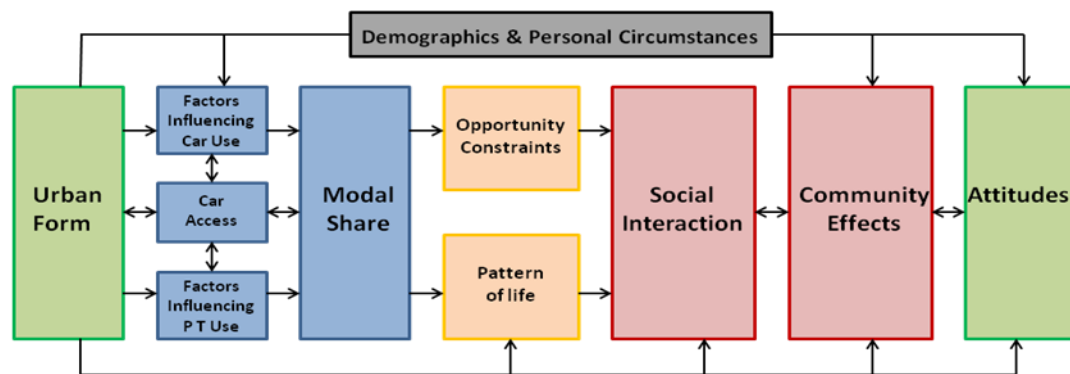 Demographics & Personal Circumstances
Urban
Form
Factors
Influencing
Car Use
Car
Access
Factors
Influencing
P T Use
Modal
Share
Opportunity
Constraints
Pattern
of life
Social
Interaction
Community
Effects
Attitudes